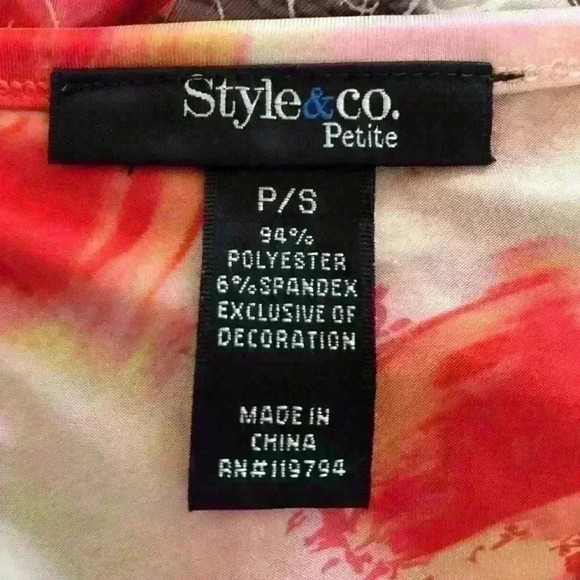 Style&co.
Petite
P/S
94%
POLYESTER
6%SPANDEX
EXCLUSIVE OF
DECORATION
MADE IN
CHINA
RN#119794